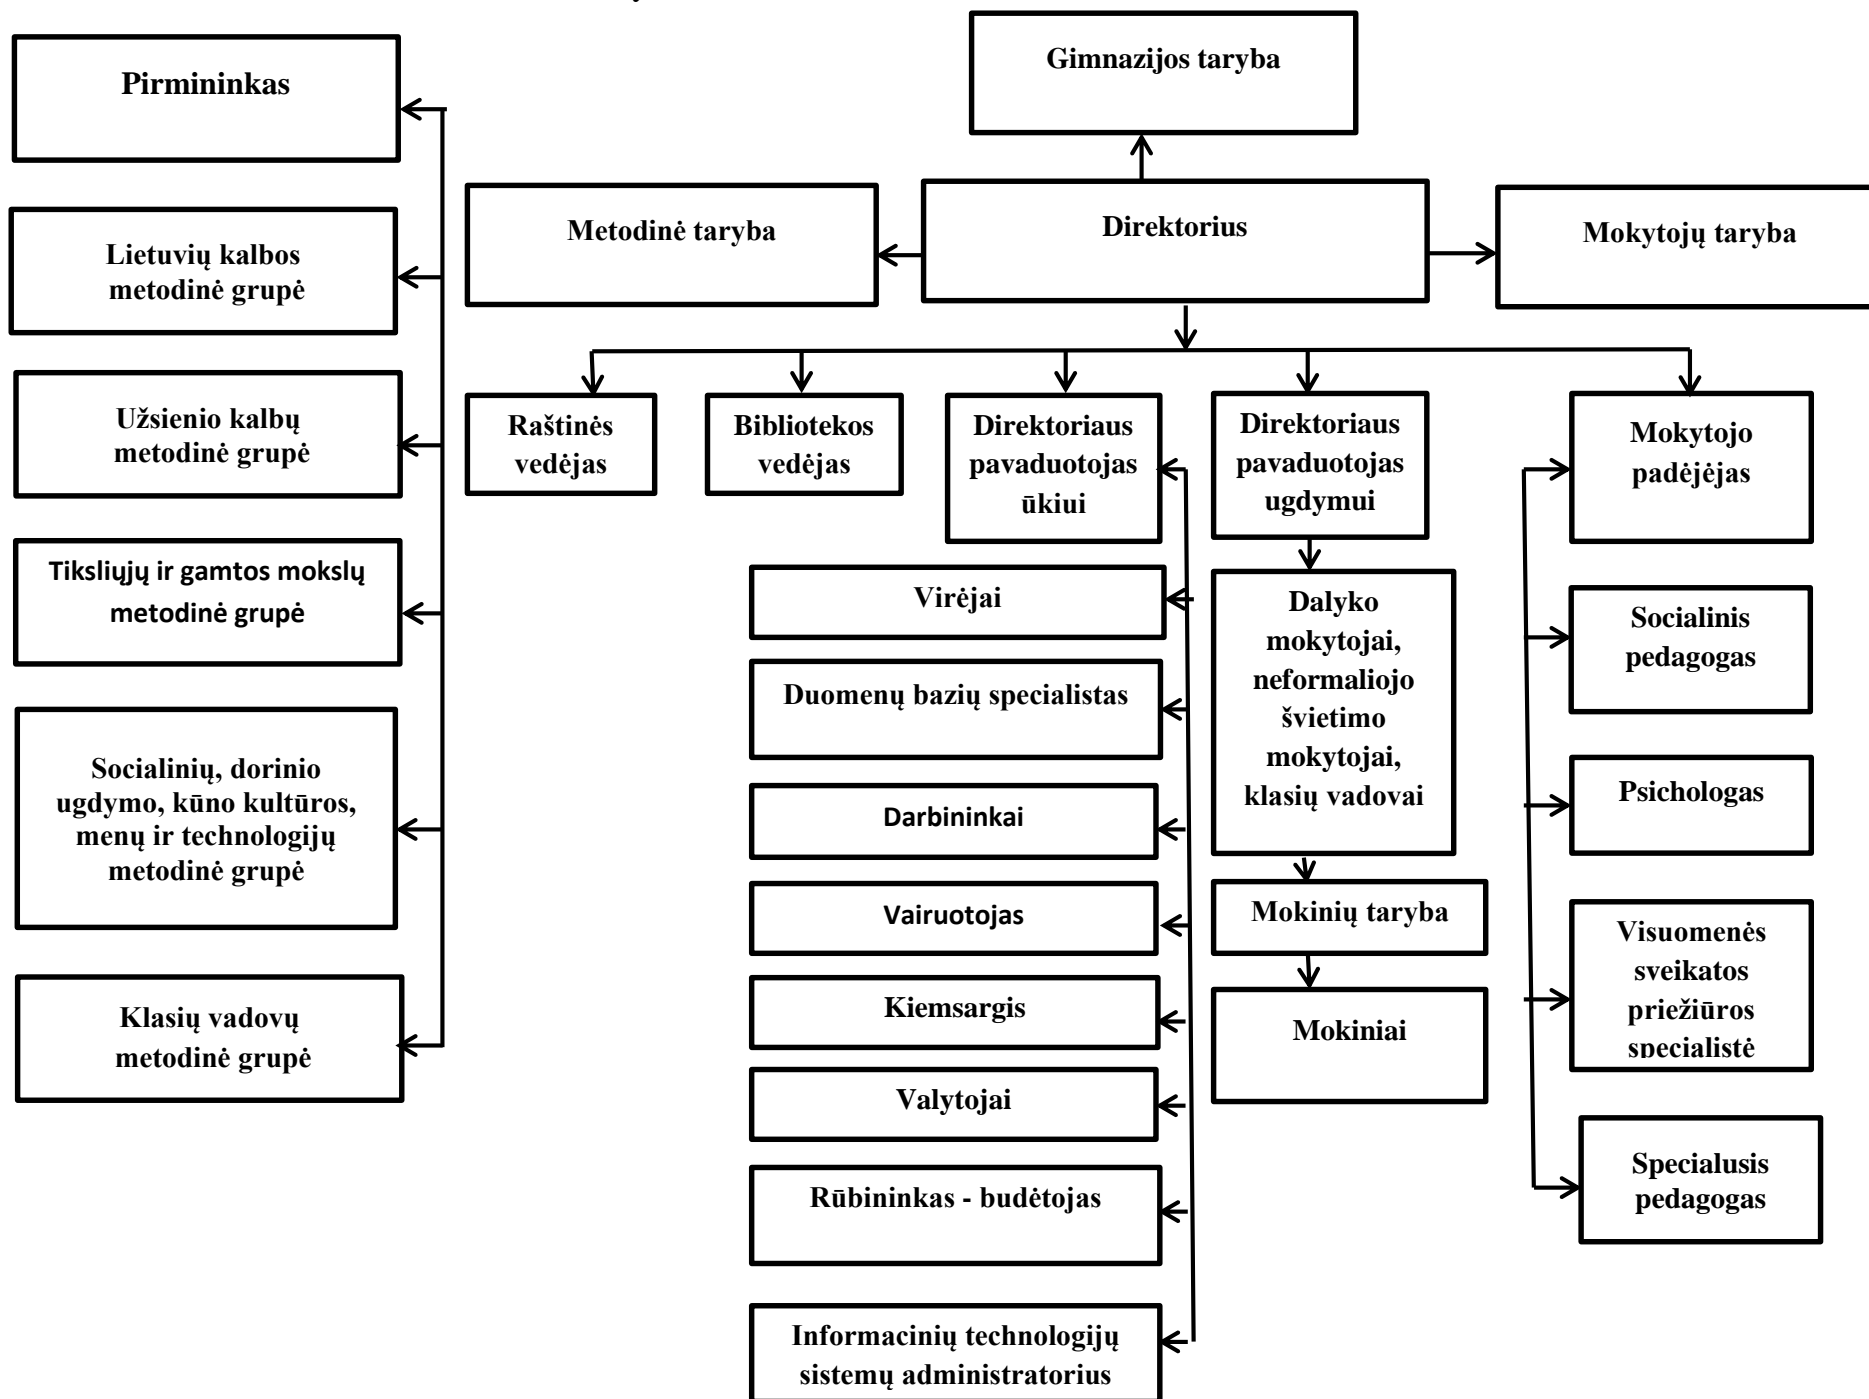 Gimnazijos taryba
Pirmininkas
Metodinė taryba
Direktorius
Mokytojų taryba
Lietuvių kalbos
metodinė grupė
Užsienio kalbų
metodinė grupė
Tiksliųjų ir gamtos mokslų
metodinė grupė
Socialinių, dorinio
ugdymo, kūno kultūros,
menų ir technologijų
metodinė grupė
Klasių vadovų
metodinė grupė
Raštinės
vedėjas
Bibliotekos
vedėjas
Direktoriaus
pavaduotojas
ūkiui
Direktoriaus
pavaduotojas
ugdymui
Mokytojo
padėjėjas
Virėjai
Duomenų bazių specialistas
Darbininkai
Vairuotojas
Kiemsargis
Valytojai
Rūbininkas - budėtojas
Informacinių technologijų
sistemų administratorius
Dalyko
mokytojai,
neformaliojo
švietimo
mokytojai,
klasių vadovai
Mokinių taryba
Mokiniai
Socialinis
pedagogas
Psichologas
Visuomenės
sveikatos
priežiūros
specialistė
Specialusis
pedagogas